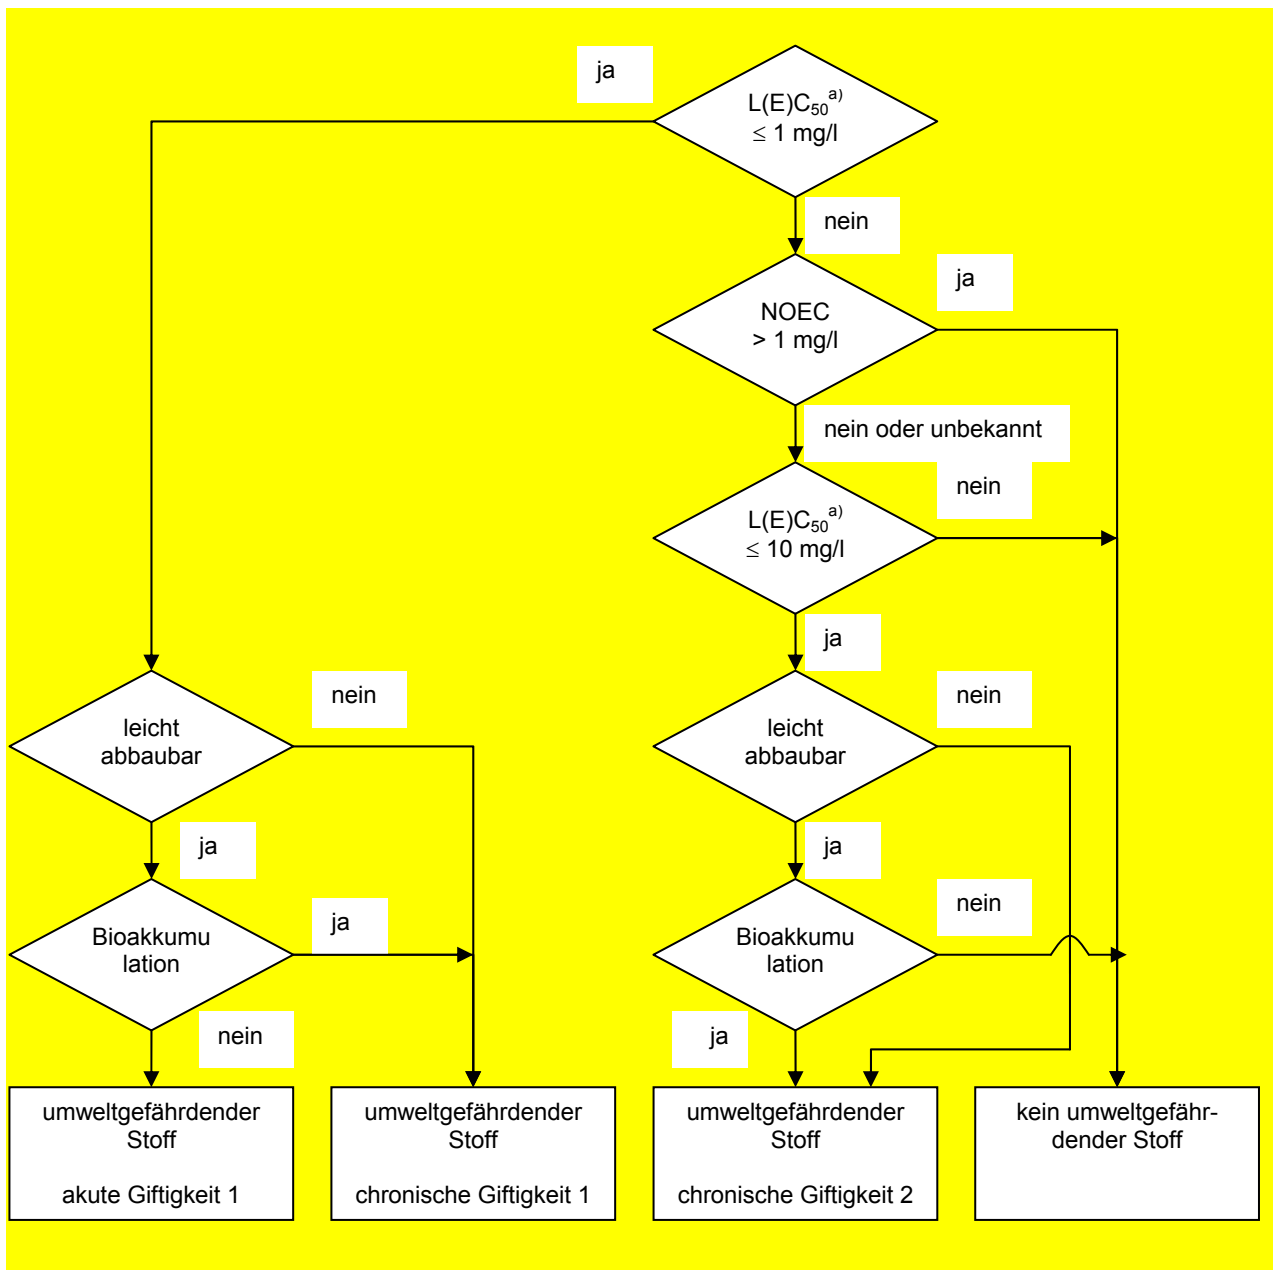 ja
L(E)C50a)
≤ 1 mg/l
nein
ja
NOEC
> 1 mg/l
nein oder unbekannt
nein
L(E)C50a)
≤ 10 mg/l
ja
nein
nein
leicht
abbaubar
leicht
abbaubar
ja
ja
ja
nein
Bioakkumu
lation
Bioakkumu
lation
nein
ja
umweltgefährdender
Stoff
akute Giftigkeit 1
umweltgefährdender
Stoff
chronische Giftigkeit 1
umweltgefährdender
Stoff
chronische Giftigkeit 2
kein umweltgefähr-
dender Stoff